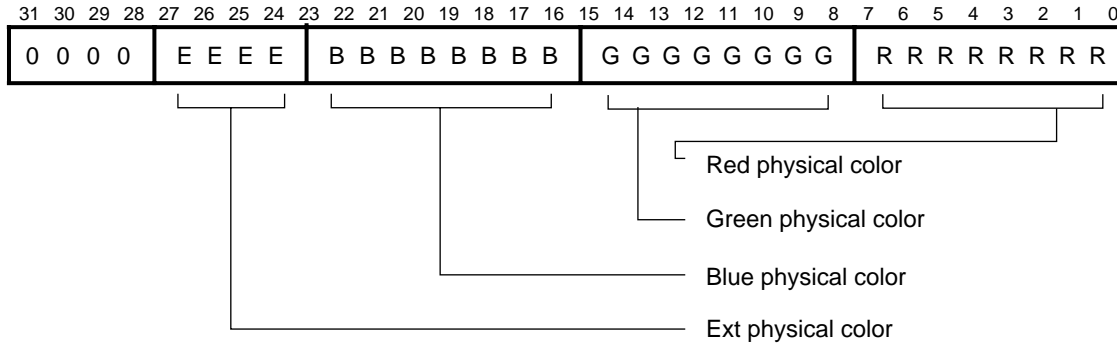 31 30 29 28 27 26 25 24 23 22 21 20 19 18 17 16 15 14 13 12 11 10 9 8 7 6 5 4 3 2 1 0
0 0 0 0 E E E E B B B B B B B B G G G G G G G G R R R R R R R R
Red physical color
Green physical color
Blue physical color
Ext physical color